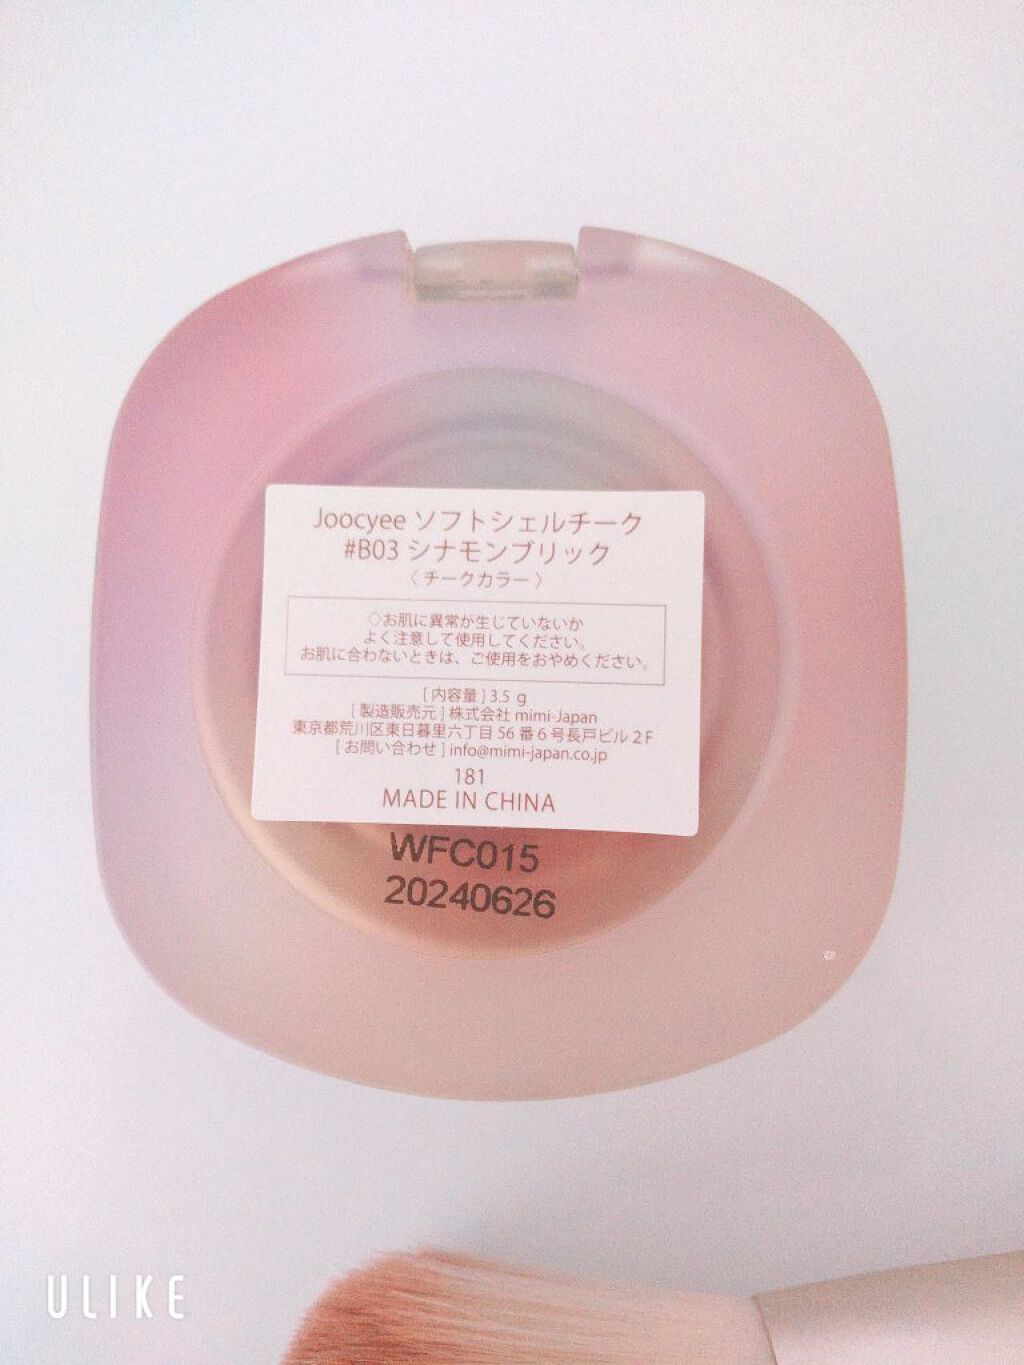 Joocyee ソフトシェルチーク
#B03 シナモンブリック
〈チークカラー〉
◇お肌に異常が生じていないか
よく注意して使用してください。
お肌に合わないときは、ご使用をおやめください。
[内容量] 3.5 g
[製造販売元] 株式会社 mimi-Japan
東京都荒川区東日暮里六丁目 56 番 6 号長戸ビル 2 F
[お問い合わせ] info@mimi-japan.co.jp
181
MADE IN CHINA
WFC015
20240626
ULIKE